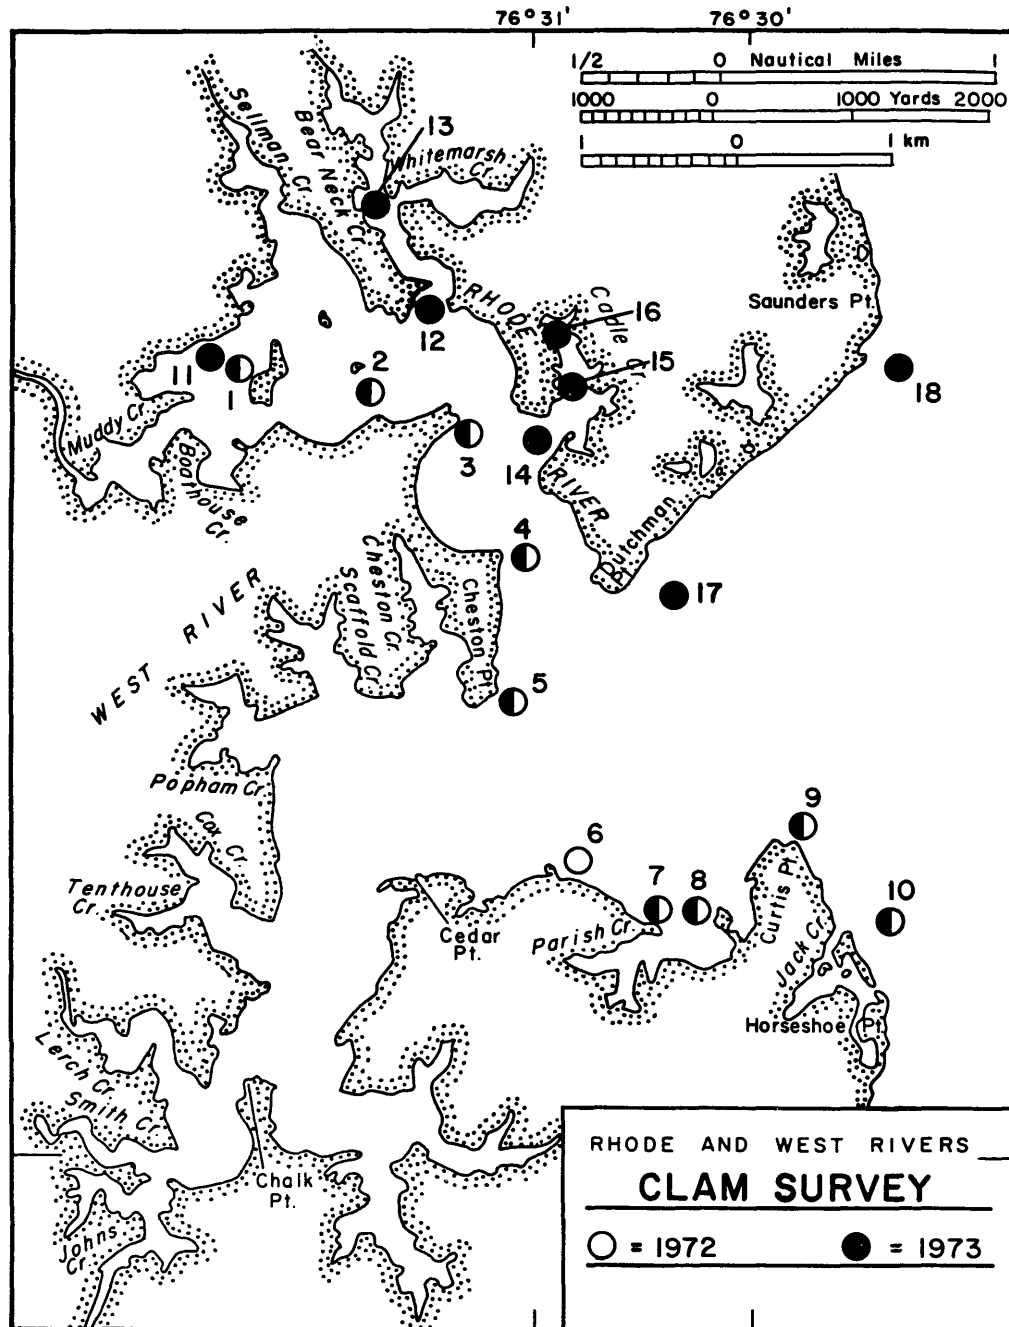 76°31' 76°30'
1/2 0 Nautical Miles 1
1000 0 1000 Yards 2000
1 0 1 km
Sellman Cr.
Bear Neck Cr.
13
Whitemarsh Cr.
RHODE RIVER
Cadle Cr.
Saunders Pt.
16
12
15
11
1
2
18
Muddy Cr.
Boathouse Cr.
3
14
4
Dutchman Pt.
17
Cheston Cr.
Scaffold Cr.
Cheston Pt.
WEST RIVER
5
Popham Cr.
Cox Cr.
Tenthouse Cr.
6
9
7
8
10
Cedar Pt.
Parish Cr.
Curtis Pt.
Jack Cr.
Horseshoe Pt.
Lerch Cr.
Smith Cr.
Chalk Pt.
Johns Cr.
RHODE AND WEST RIVERS
CLAM SURVEY
= 1972 = 1973